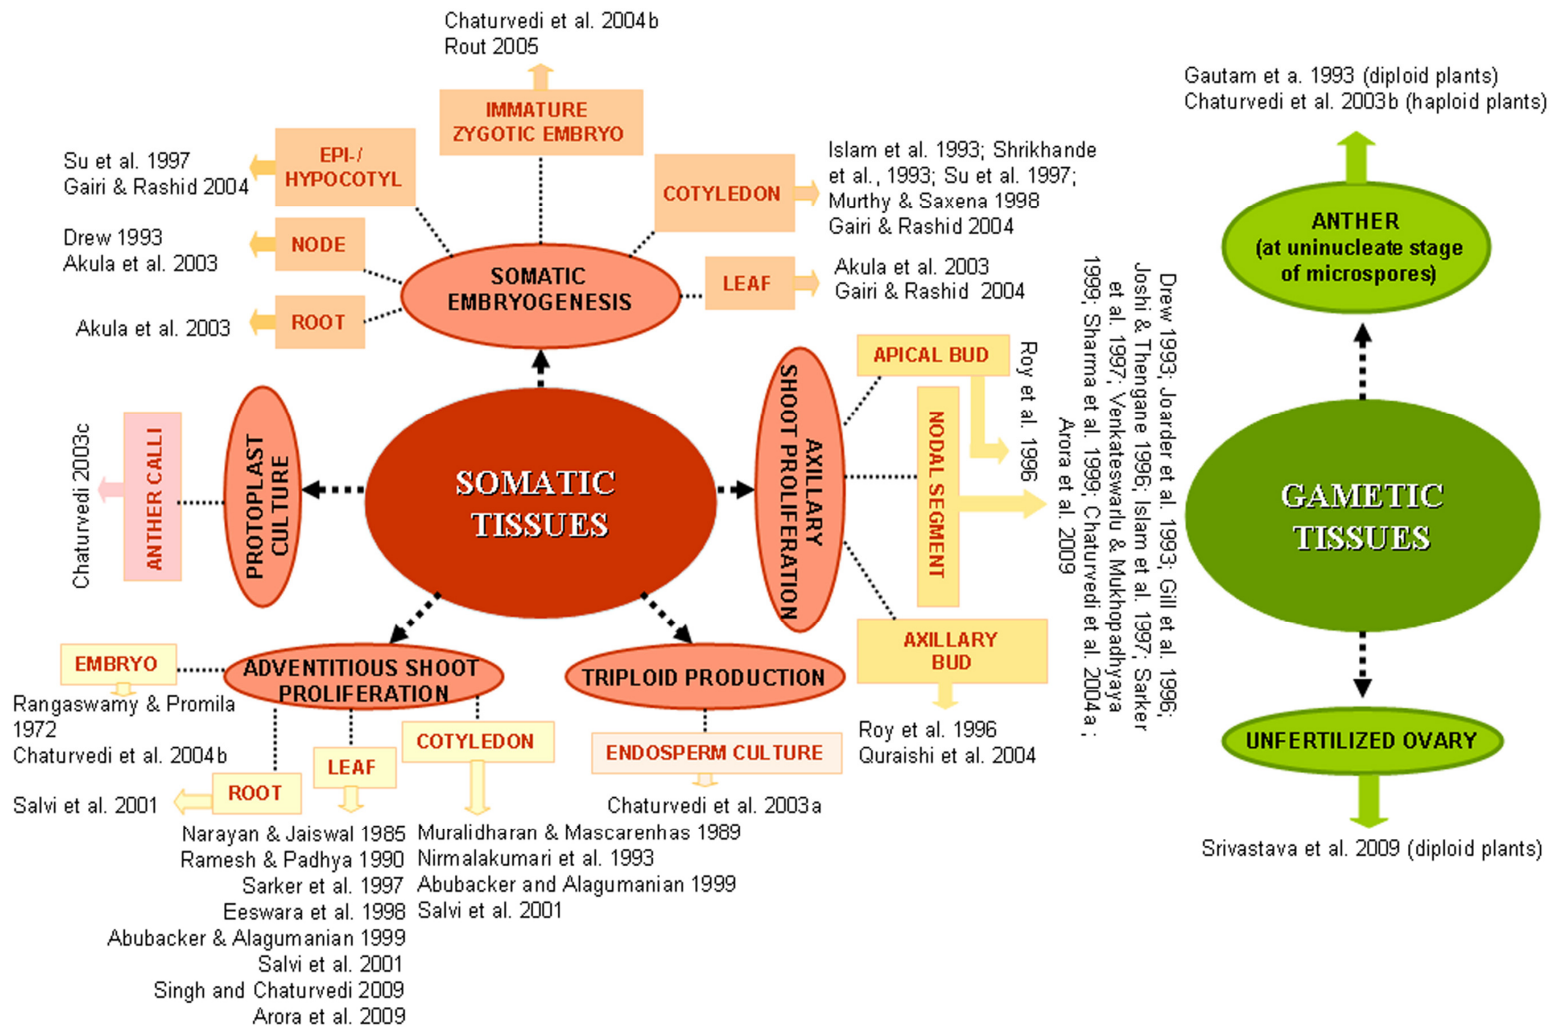 Chaturvedi et al. 2004b
Rout 2005
IMMATURE
ZYGOTIC EMBRYO
EPI-/
HYPOCOTYL
Su et al. 1997
Gairi & Rashid 2004
NODE
Drew 1993
Akula et al. 2003
ROOT
Akula et al. 2003
COTYLEDON
Islam et al. 1993; Shrikhande
et al., 1993; Su et al. 1997;
Murthy & Saxena 1998
Gairi & Rashid 2004
LEAF
Akula et al. 2003
Gairi & Rashid 2004
SOMATIC
EMBRYOGENESIS
SOMATIC
TISSUES
PROTOPLAST
CULTURE
ANTHER CALLI
Chaturvedi 2003c
AXILLARY
SHOOT PROLIFERATION
APICAL BUD
Roy et al. 1996
NODAL SEGMENT
Drew 1993; Joarder et al. 1993; Gill et al. 1996;
Joshi & Thengane 1996; Islam et al. 1997; Sarker
et al. 1997; Venkateswarlu & Mukhopadhyaya
1999; Sharma et al. 1999; Chaturvedi et al. 2004a;
Arora et al. 2009
AXILLARY
BUD
Roy et al. 1996
Quraishi et al. 2004
ADVENTITIOUS SHOOT
PROLIFERATION
EMBRYO
Rangaswamy & Promila
1972
Chaturvedi et al. 2004b
ROOT
Salvi et al. 2001
LEAF
Narayan & Jaiswal 1985
Ramesh & Padhya 1990
Sarker et al. 1997
Eeswara et al. 1998
Abubacker & Alagumanian 1999
Salvi et al. 2001
Singh and Chaturvedi 2009
Arora et al. 2009
COTYLEDON
Muralidharan & Mascarenhas 1989
Nirmalakumari et al. 1993
Abubacker and Alagumanian 1999
Salvi et al. 2001
TRIPLOID PRODUCTION
ENDOSPERM CULTURE
Chaturvedi et al. 2003a
Gautam et a. 1993 (diploid plants)
Chaturvedi et al. 2003b (haploid plants)
ANTHER
(at uninucleate stage
of microspores)
GAMETIC
TISSUES
UNFERTILIZED OVARY
Srivastava et al. 2009 (diploid plants)